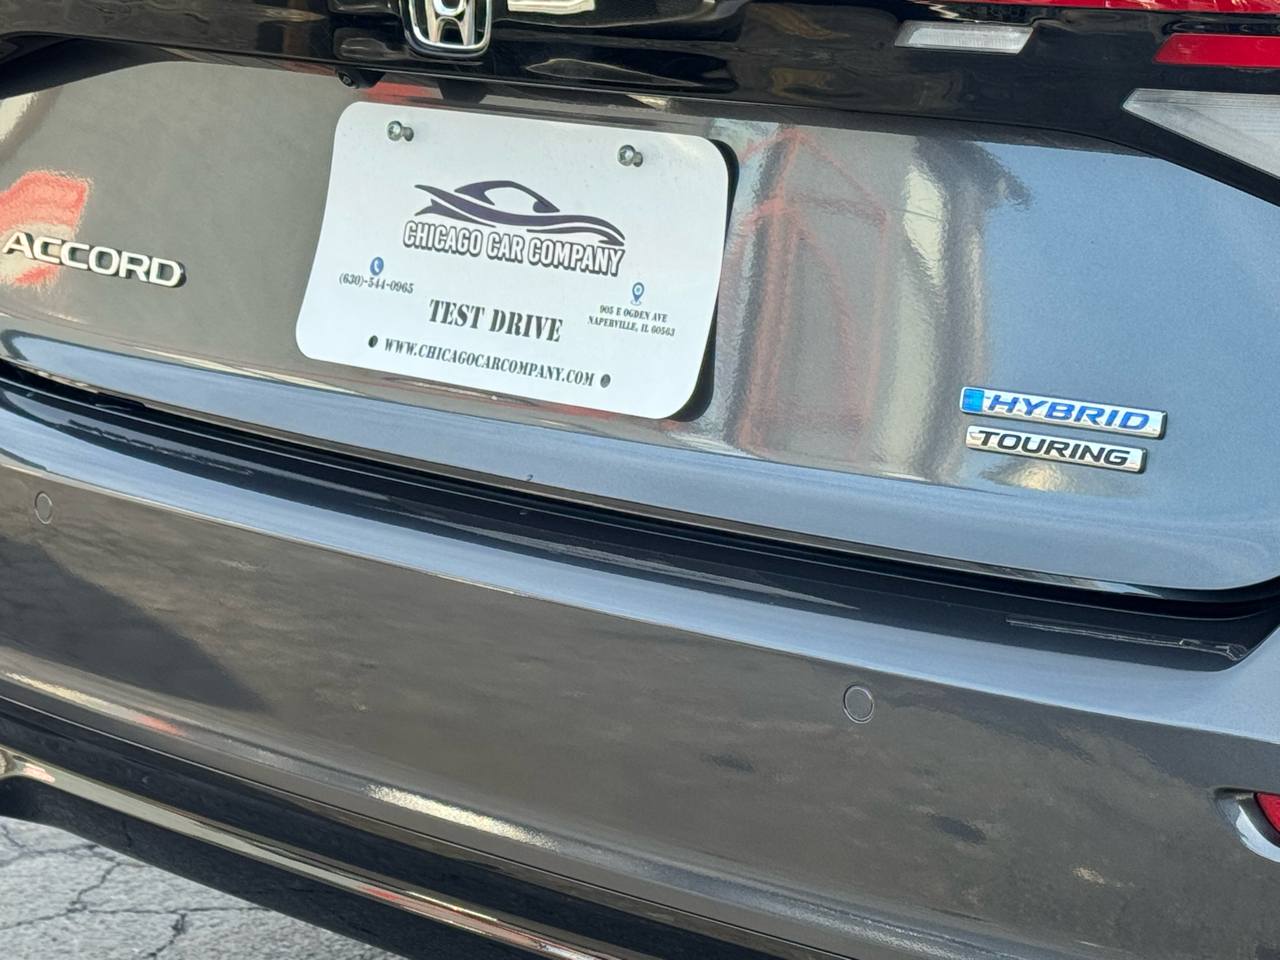 ACCORD
CHICAGO CAR COMPANY
(630)-544-0965
TEST DRIVE
905 E OGDEN AVE
NAPERVILLE, IL 60563
WWW.CHICAGOCARCOMPANY.COM
HYBRID
TOURING